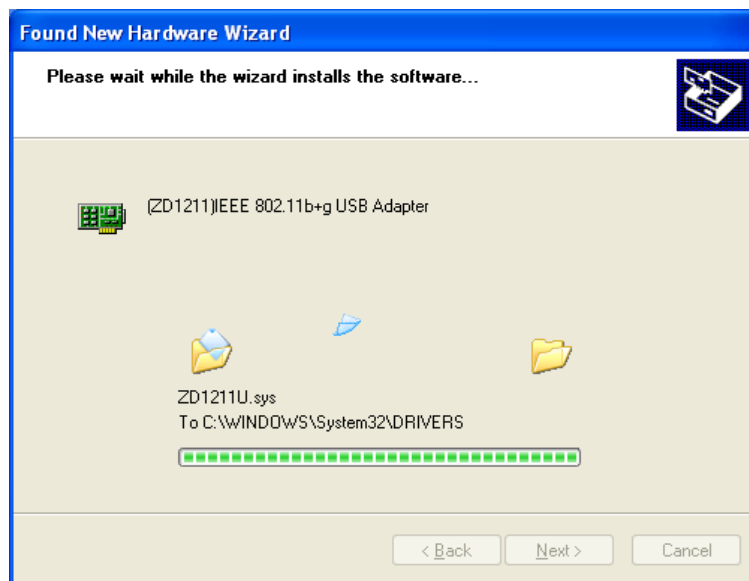 Found New Hardware Wizard
Please wait while the wizard installs the software...
(ZD1211)IEEE 802.11b+g USB Adapter
ZD1211U.sys
To C:\WINDOWS\System32\DRIVERS
< Back Next > Cancel